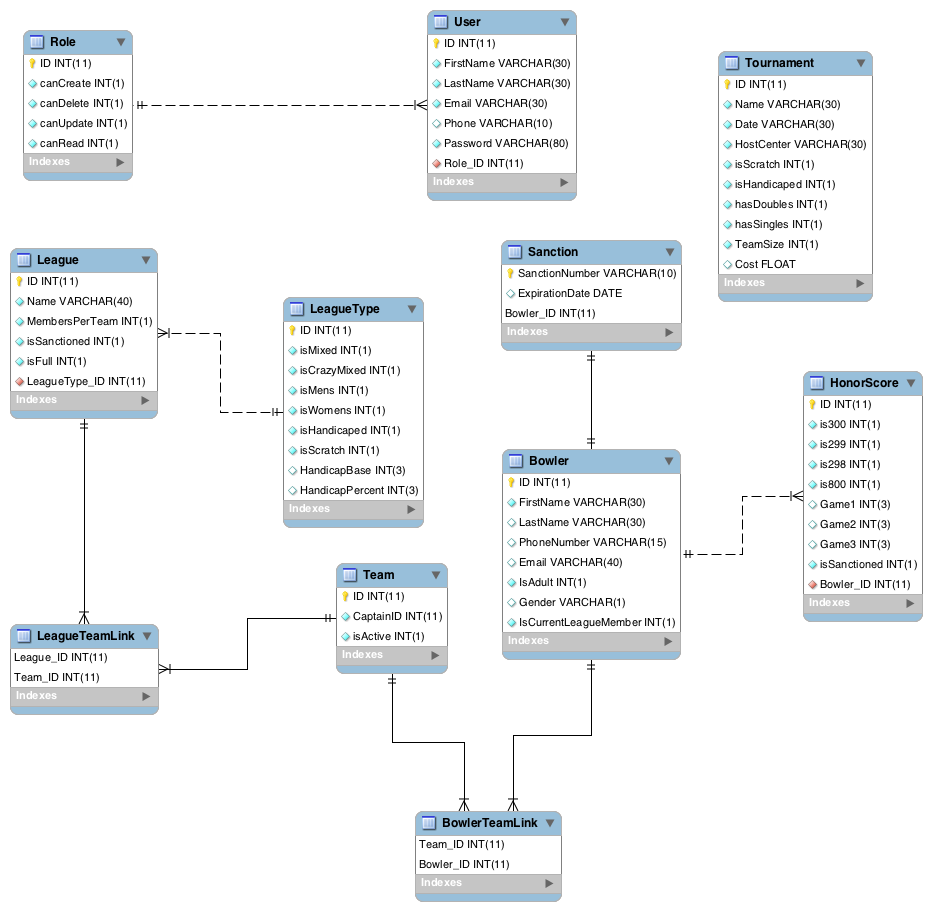 Role
ID INT(11)
canCreate INT(1)
canDelete INT(1)
canUpdate INT(1)
canRead INT(1)
Indexes
User
ID INT(11)
FirstName VARCHAR(30)
LastName VARCHAR(30)
Email VARCHAR(30)
Phone VARCHAR(10)
Password VARCHAR(80)
Role_ID INT(11)
Indexes
Tournament
ID INT(11)
Name VARCHAR(30)
Date VARCHAR(30)
HostCenter VARCHAR(30)
isScratch INT(1)
isHandicaped INT(1)
hasDoubles INT(1)
hasSingles INT(1)
TeamSize INT(1)
Cost FLOAT
Indexes
League
ID INT(11)
Name VARCHAR(40)
MembersPerTeam INT(1)
isSanctioned INT(1)
isFull INT(1)
LeagueType_ID INT(11)
Indexes
LeagueType
ID INT(11)
isMixed INT(1)
isCrazyMixed INT(1)
isMens INT(1)
isWomens INT(1)
isHandicaped INT(1)
isScratch INT(1)
HandicapBase INT(3)
HandicapPercent INT(3)
Indexes
Sanction
SanctionNumber VARCHAR(10)
ExpirationDate DATE
Bowler_ID INT(11)
Indexes
HonorScore
ID INT(11)
is300 INT(1)
is299 INT(1)
is298 INT(1)
is800 INT(1)
Game1 INT(3)
Game2 INT(3)
Game3 INT(3)
isSanctioned INT(1)
Bowler_ID INT(11)
Indexes
Bowler
ID INT(11)
FirstName VARCHAR(30)
LastName VARCHAR(30)
PhoneNumber VARCHAR(15)
Email VARCHAR(40)
IsAdult INT(1)
Gender VARCHAR(1)
IsCurrentLeagueMember INT(1)
Indexes
Team
ID INT(11)
CaptainID INT(11)
isActive INT(1)
Indexes
LeagueTeamLink
League_ID INT(11)
Team_ID INT(11)
Indexes
BowlerTeamLink
Team_ID INT(11)
Bowler_ID INT(11)
Indexes